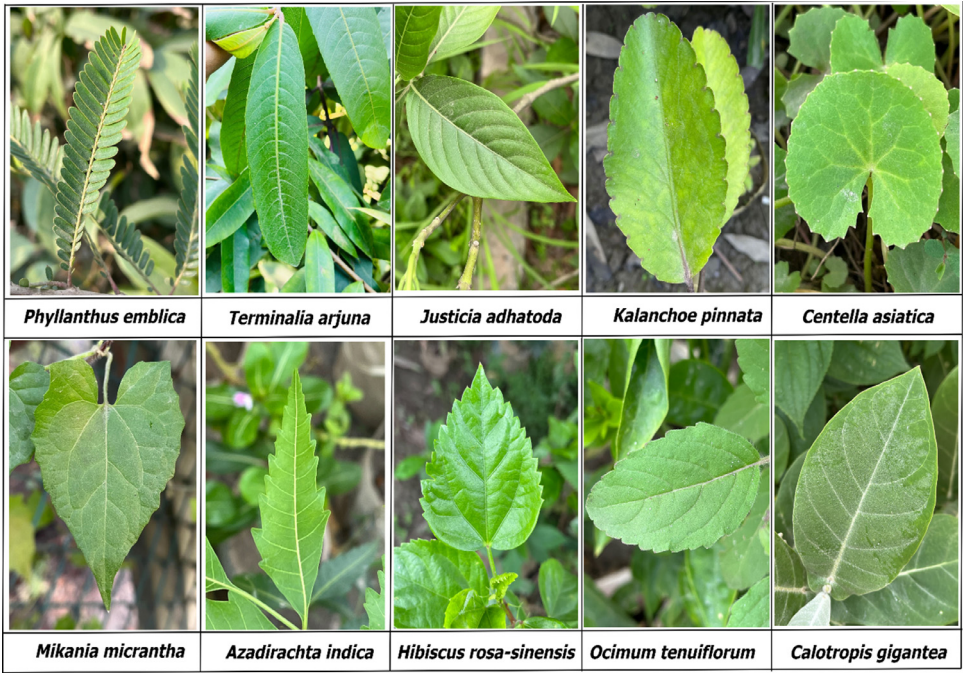 Phyllanthus emblica
Terminalia arjuna
Justicia adhatoda
Kalanchoe pinnata
Centella asiatica
Mikania micrantha
Azadirachta indica
Hibiscus rosa-sinensis
Ocimum tenuiflorum
Calotropis gigantea